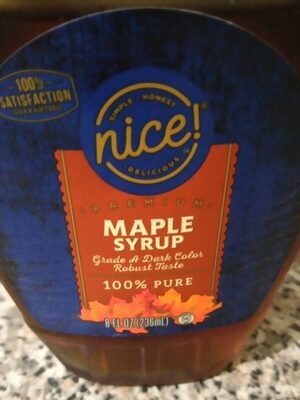 100%
SATISFACTION
GUARANTEED
SIMPLE HONEST
nice!
DELICIOUS ™
PREMIUM
MAPLE
SYRUP
Grade A Dark Color
Robust Taste
100% PURE
8 FL OZ (236mL)